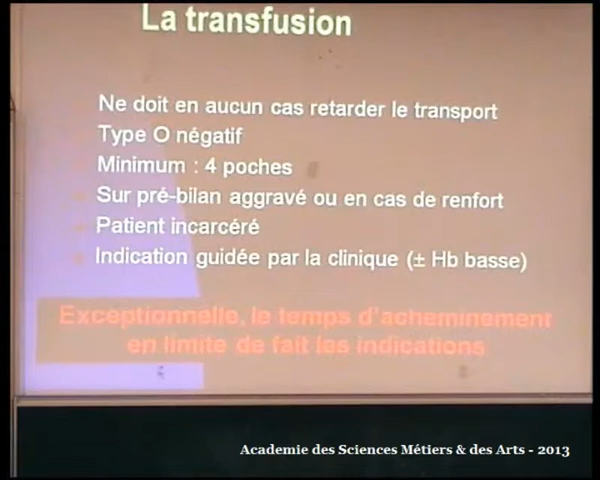 La transfusion
Ne doit en aucun cas retarder le transport
Type O négatif
Minimum : 4 poches
Sur pré-bilan aggravé ou en cas de renfort
Patient incarcéré
Indication guidée par la clinique (± Hb basse)
Exceptionnelle, le temps d'acheminement
en limite de fait les indications
Academie des Sciences Métiers & des Arts - 2013